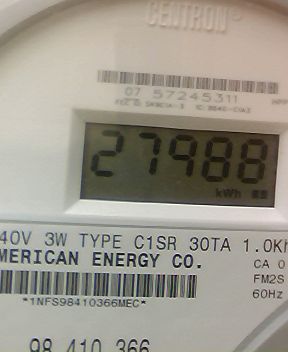 CENTRON®
07 57245311
27988
kWh
40V 3W TYPE C1SR 30TA 1.0Kh
MERICAN ENERGY CO.
CA 0
FM2S
60Hz
*1NFS98410366MEC*
98 410 366